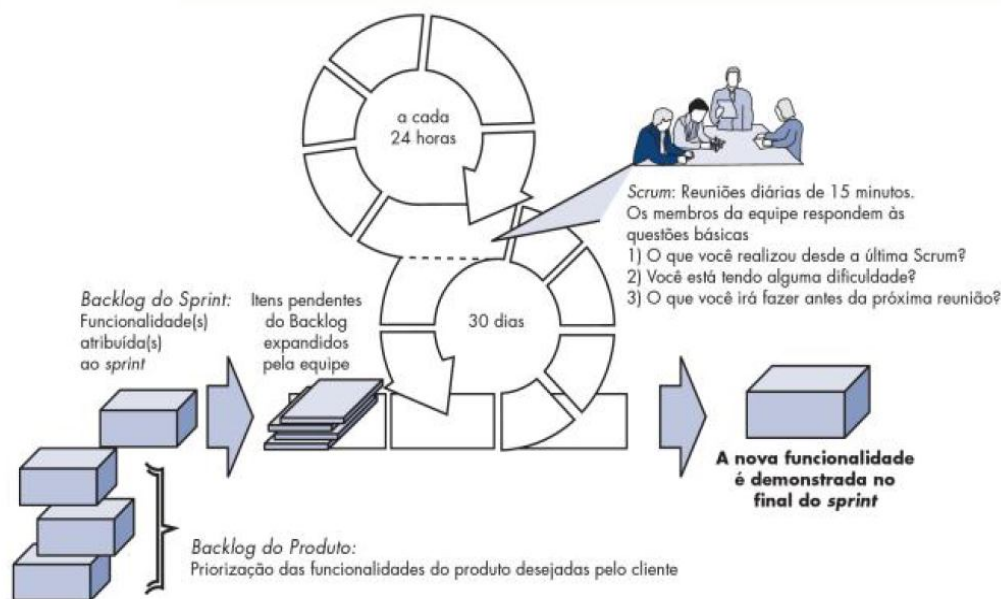 a cada
24 horas
Scrum: Reuniões diárias de 15 minutos.
Os membros da equipe respondem às
questões básicas
1) O que você realizou desde a última Scrum?
2) Você está tendo alguma dificuldade?
3) O que você irá fazer antes da próxima reunião?
Backlog do Sprint:
Funcionalidade(s)
atribuída(s)
ao sprint
Itens pendentes
do Backlog
expandidos
pela equipe
30 dias
A nova funcionalidade
é demonstrada no
final do sprint
Backlog do Produto:
Priorização das funcionalidades do produto desejadas pelo cliente